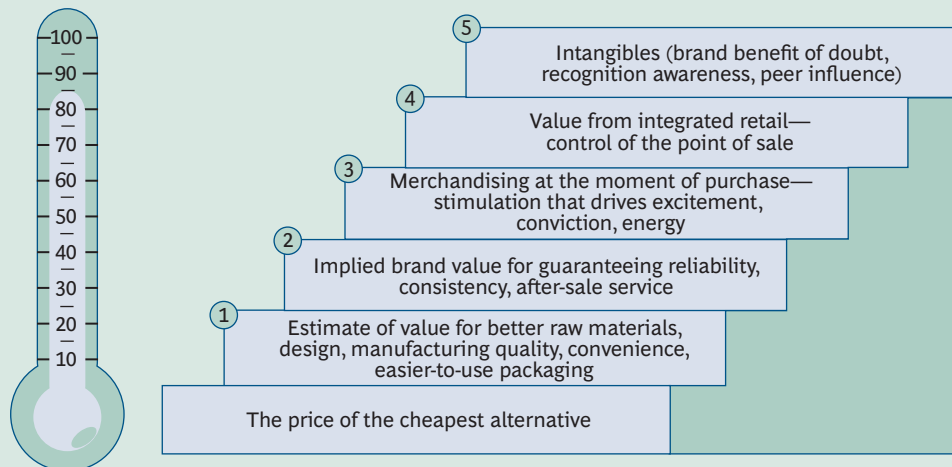 100
90
80
70
60
50
40
30
20
10
5
Intangibles (brand benefit of doubt,
recognition awareness, peer influence)
4
Value from integrated retail—
control of the point of sale
3
Merchandising at the moment of purchase—
stimulation that drives excitement,
conviction, energy
2
Implied brand value for guaranteeing reliability,
consistency, after-sale service
1
Estimate of value for better raw materials,
design, manufacturing quality, convenience,
easier-to-use packaging
The price of the cheapest alternative